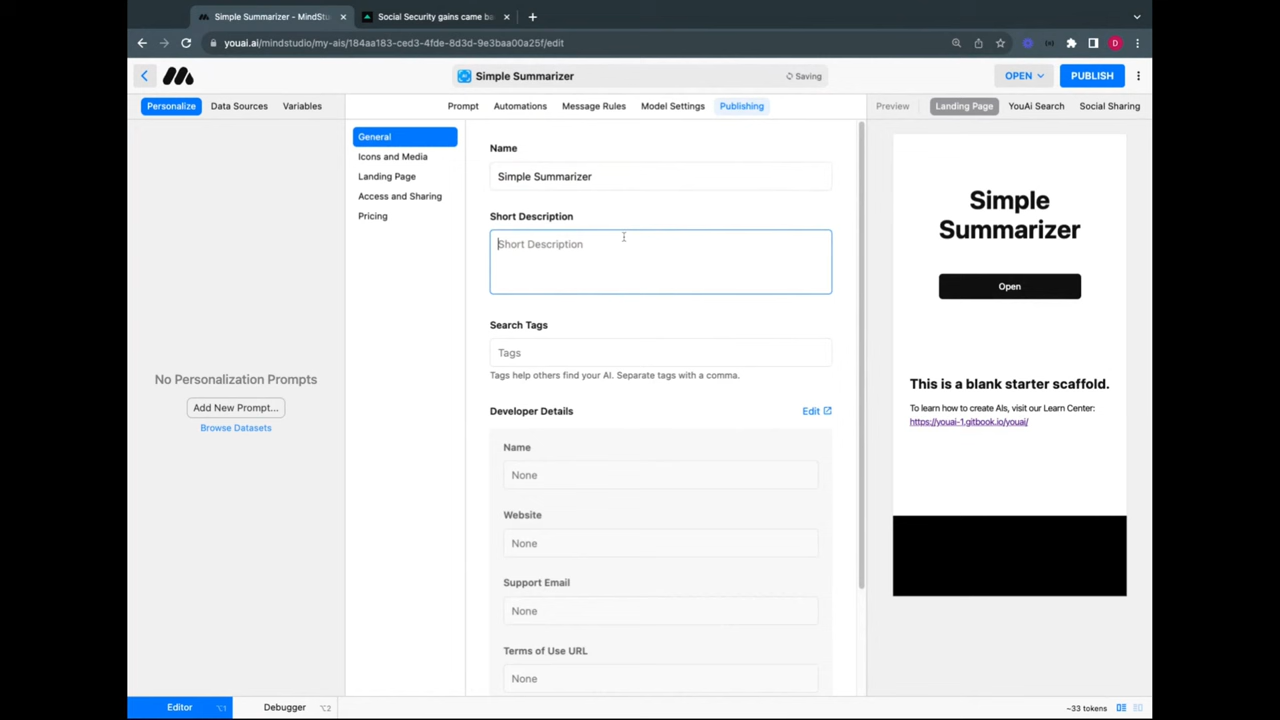 Simple Summarizer - MindStu
Social Security gains came ba
youai.ai/mindstudio/my-ais/184aa183-ced3-4fde-8d3d-9e3baa00a25f/edit
D
Simple Summarizer
Saving
OPEN
PUBLISH
Personalize
Data Sources
Variables
Prompt
Automations
Message Rules
Model Settings
Publishing
Preview
Landing Page
YouAi Search
Social Sharing
General
Icons and Media
Landing Page
Access and Sharing
Pricing
No Personalization Prompts
Add New Prompt...
Browse Datasets
Name
Simple Summarizer
Short Description
Short Description
Search Tags
Tags
Tags help others find your AI. Separate tags with a comma.
Developer Details
Edit
Name
None
Website
None
Support Email
None
Terms of Use URL
None
Simple
Summarizer
Open
This is a blank starter scaffold.
To learn how to create AIs, visit our Learn Center:
https://youai-1.gitbook.io/youai/
Editor
⌥1
Debugger
⌥2
~33 tokens